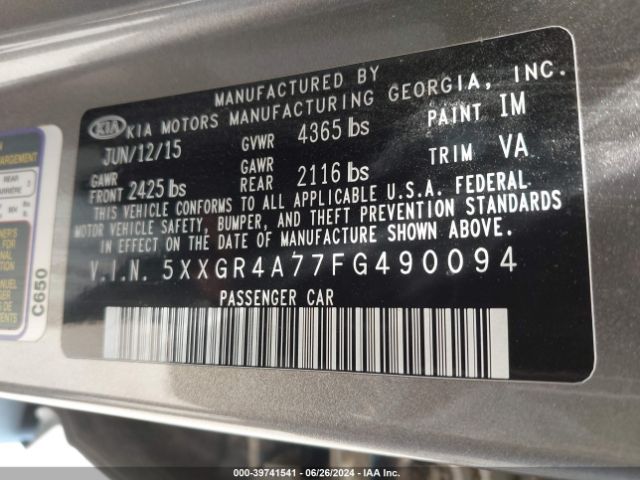 MANUFACTURED BY
KIA KIA MOTORS MANUFACTURING GEORGIA, INC.
JUN/12/15 GVWR 4365 lbs PAINT IM
GAWR FRONT 2425 lbs GAWR REAR 2116 lbs TRIM VA
THIS VEHICLE CONFORMS TO ALL APPLICABLE U.S.A. FEDERAL
MOTOR VEHICLE SAFETY, BUMPER, AND THEFT PREVENTION STANDARDS
IN EFFECT ON THE DATE OF MANUFACTURE SHOWN ABOVE.
V.I.N. 5XXGR4A77FG490094
PASSENGER CAR
C650
000-39741541 / 06/26/2024 - IAA Inc.